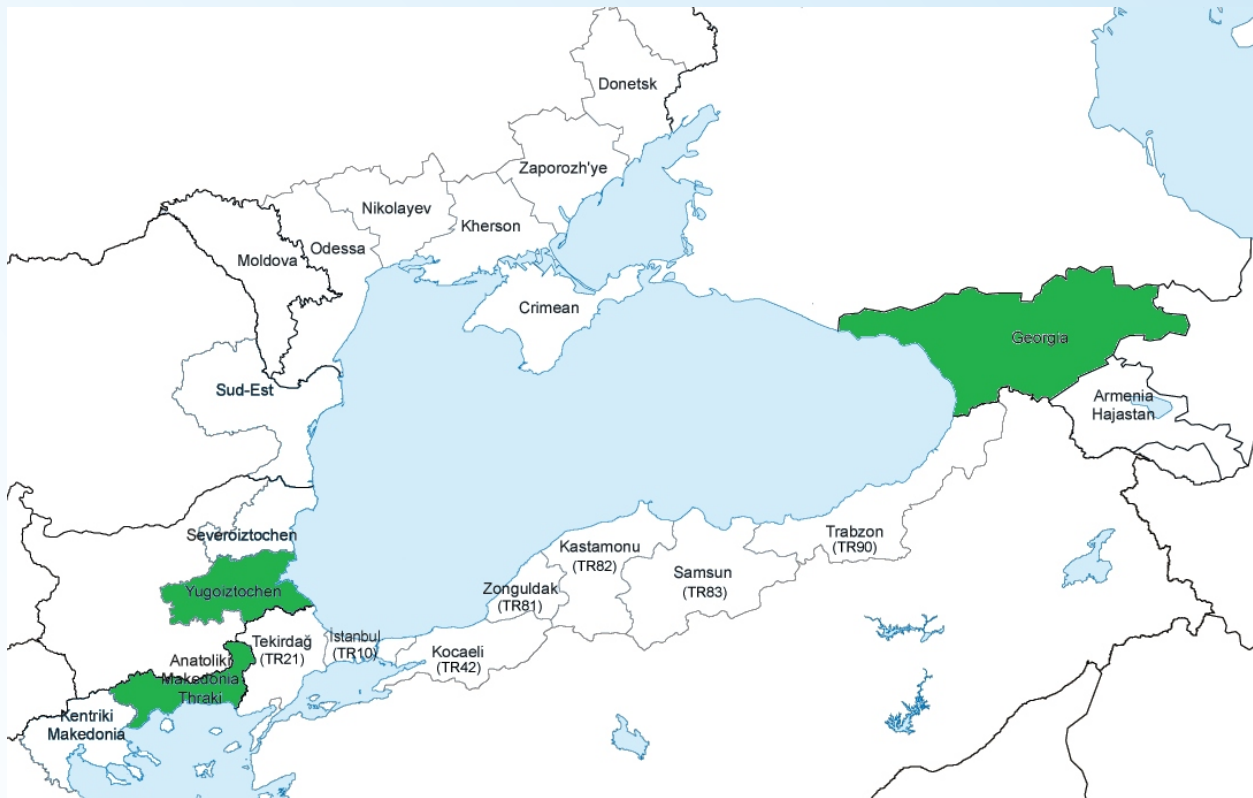 Donetsk
Zaporozh'ye
Nikolayev
Kherson
Odessa
Moldova
Crimean
Georgia
Sud-Est
Armenia
Hajastan
Severoiztochen
Trabzon
(TR90)
Kastamonu
(TR82)
Samsun
(TR83)
Zonguldak
(TR81)
Yugoiztochen
Tekirdağ
(TR21)
İstanbul
(TR10)
Kocaeli
(TR42)
Anatoliki
Makedonia
Thraki
Kentriki
Makedonia